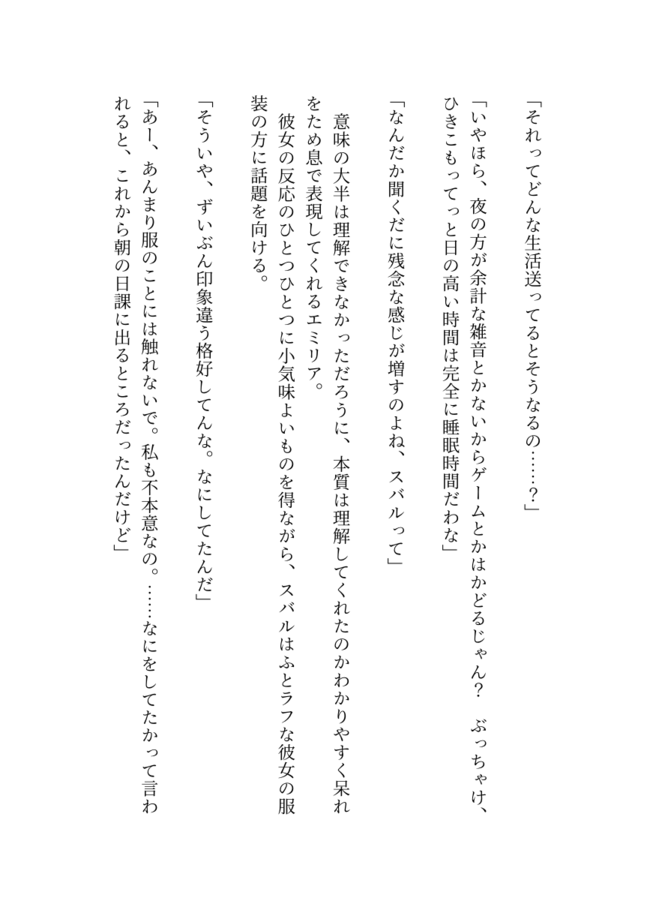 「それってどんな生活送ってるとそうなるの……？」
「いやほら、夜の方が余計な雑音とかないからゲームとかはかどるじゃん？　ぶっちゃけ、
ひきこもってっと日の高い時間は完全に睡眠時間だわな」
「なんだか聞くだに残念な感じが増すのよね、スバルって」
　意味の大半は理解できなかっただろうに、本質は理解してくれたのかわかりやすく呆れ
をため息で表現してくれるエミリア。
　彼女の反応のひとつひとつに小気味よいものを得ながら、スバルはふとラフな彼女の服
装の方に話題を向ける。
「そういや、ずいぶん印象違う格好してんな。なにしてたんだ」
「あー、あんまり服のことには触れないで。私も不本意なの。……なにをしてたかって言わ
れると、これから朝の日課に出るところだったんだけど」